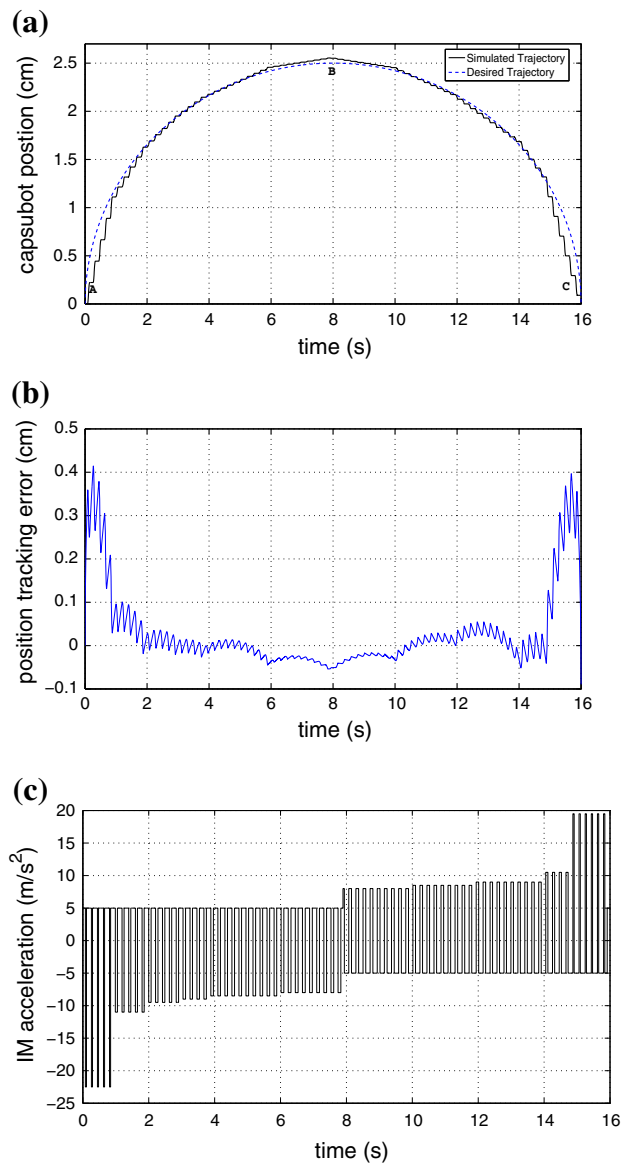 (a)
2.5
2
1.5
1
0.5
0
capsubot postion (cm)
Simulated Trajectory
Desired Trajectory
A
B
C
0 2 4 6 8 10 12 14 16
time (s)
(b)
0.5
0.4
0.3
0.2
0.1
0
−0.1
position tracking error (cm)
0 2 4 6 8 10 12 14 16
time (s)
(c)
20
15
10
5
0
−5
−10
−15
−20
−25
IM acceleration (m/s²)
0 2 4 6 8 10 12 14 16
time (s)